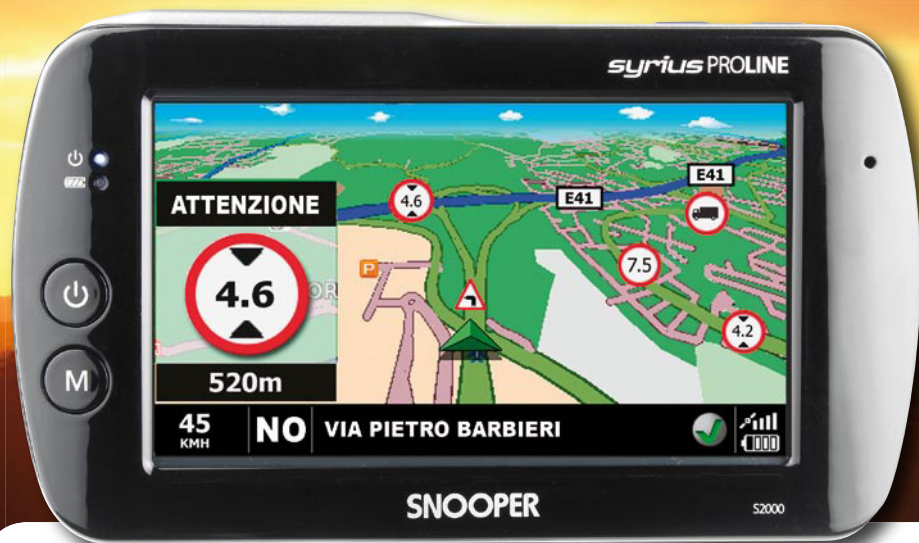 syrius PROLINE
E41
E41
4.6
7.5
4.2
P
ATTENZIONE
4.6
520m
45
KMH
NO
VIA PIETRO BARBIERI
M
SNOOPER
S2000